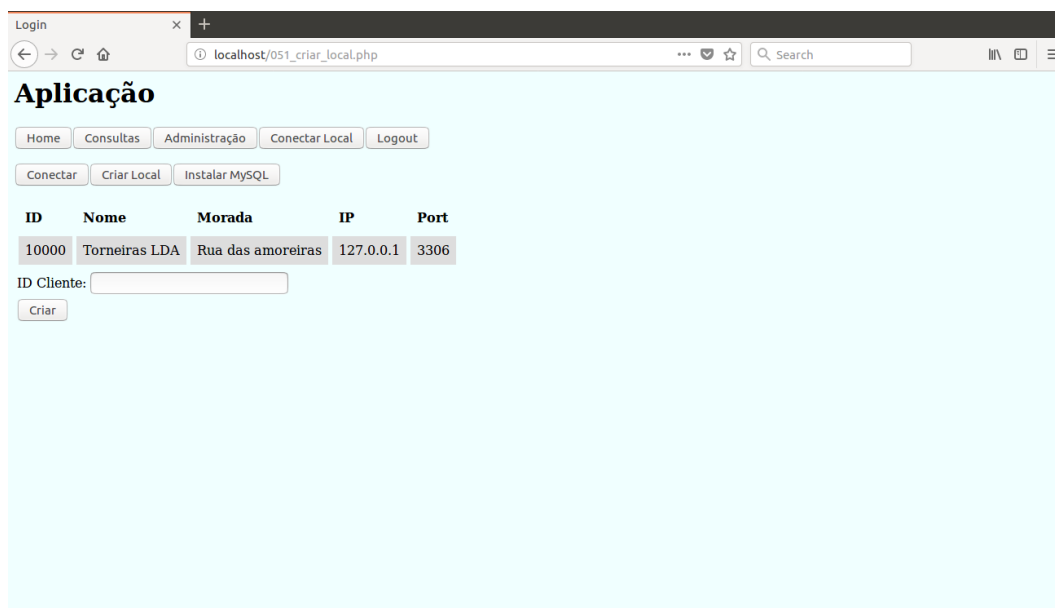 Login
localhost/051_criar_local.php
Search
Aplicação
Home Consultas Administração Conectar Local Logout
Conectar Criar Local Instalar MySQL
ID Nome Morada IP Port
10000 Torneiras LDA Rua das amoreiras 127.0.0.1 3306
ID Cliente:
Criar